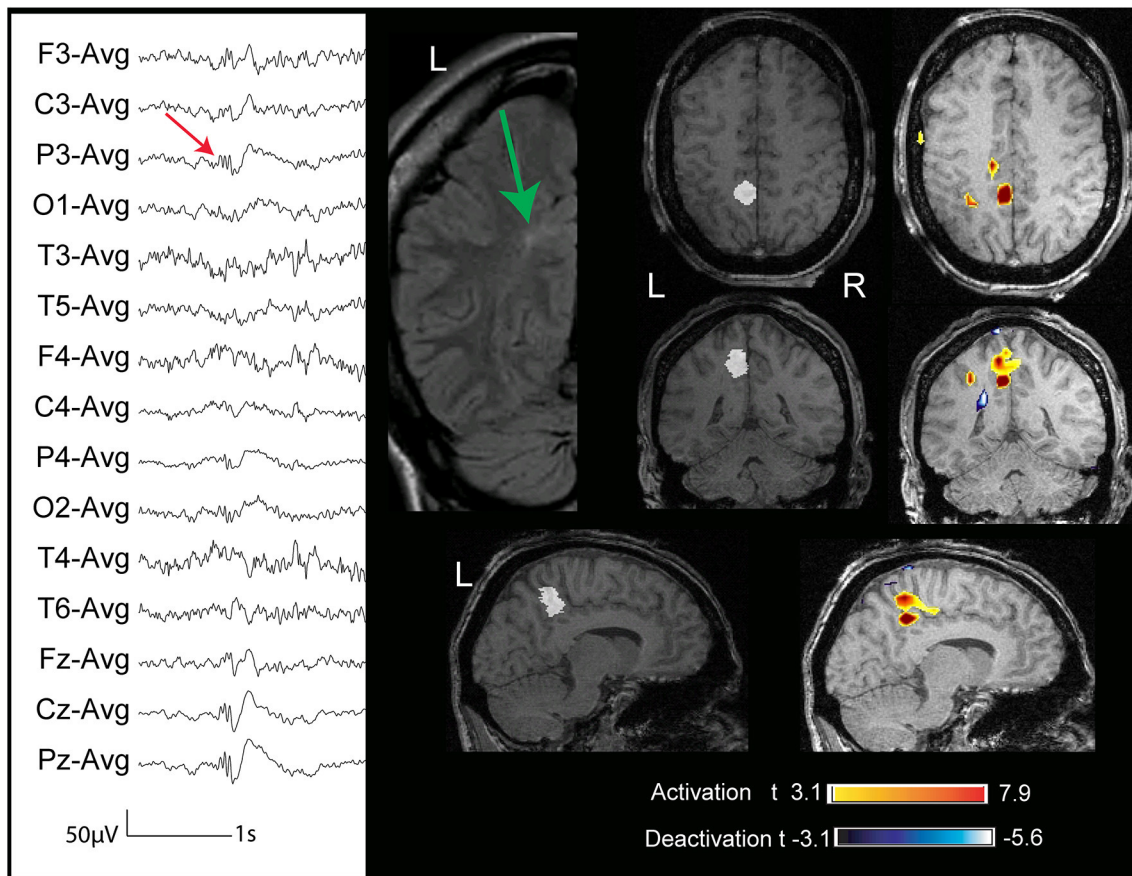 F3-Avg
C3-Avg
P3-Avg
O1-Avg
T3-Avg
T5-Avg
F4-Avg
C4-Avg
P4-Avg
O2-Avg
T4-Avg
T6-Avg
Fz-Avg
Cz-Avg
Pz-Avg
50μV 1s
L
L R
L
Activation t 3.1 7.9
Deactivation t -3.1 -5.6